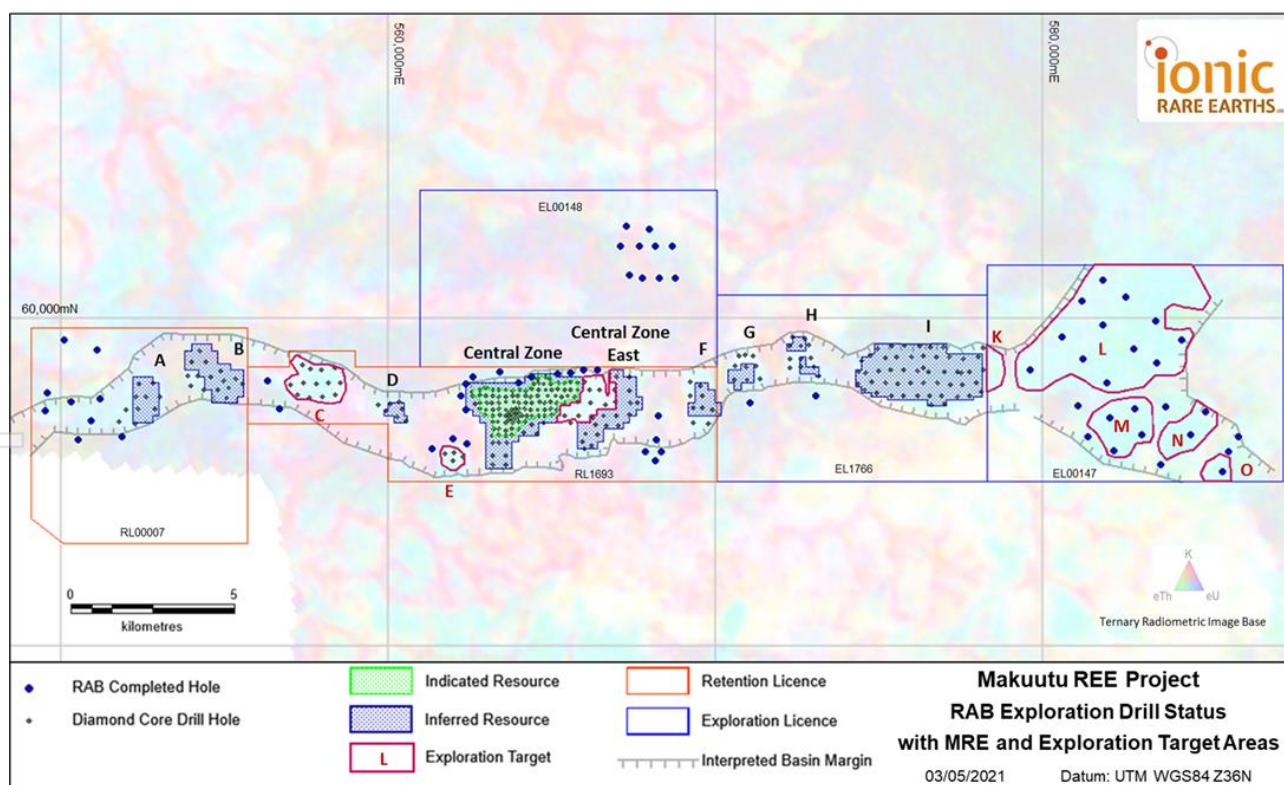 560,000mE
580,000mE
ionic
RARE EARTHS
EL00148
60,000mN
Central Zone
Central Zone
East
A
B
C
D
E
F
G
H
I
K
L
M
N
O
RL00007
RL1693
EL1766
EL00147
0 5
kilometres
K
eTh eU
Ternary Radiometric Image Base
RAB Completed Hole
Diamond Core Drill Hole
Indicated Resource
Inferred Resource
L Exploration Target
Retention Licence
Exploration Licence
Interpreted Basin Margin
Makuutu REE Project
RAB Exploration Drill Status
with MRE and Exploration Target Areas
03/05/2021 Datum: UTM WGS84 Z36N